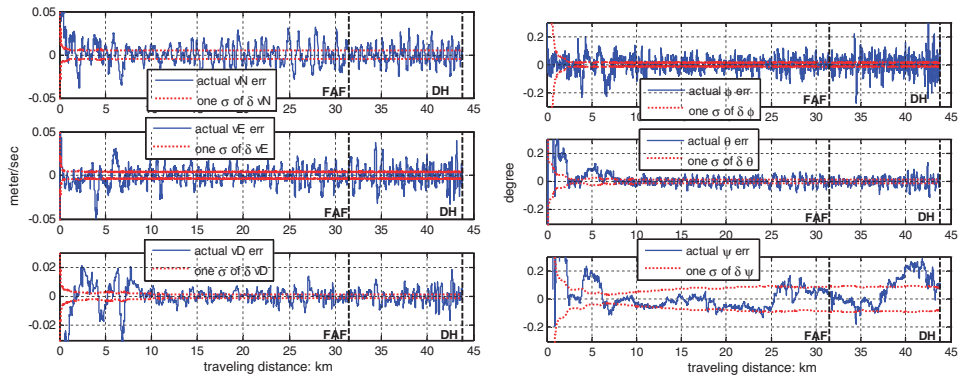 0.05
0
-0.05
0 5 10 15 20 25 30 35 40 45
actual vN err
one σ of δ vN
FAF
DH
0.05
0
-0.05
0 5 10 15 20 25 30 35 40 45
actual vE err
one σ of δ vE
FAF
DH
meter/sec
0.02
0
-0.02
0 5 10 15 20 25 30 35 40 45
actual vD err
one σ of δ vD
FAF
DH
traveling distance: km
0.2
0
-0.2
0 5 10 15 20 25 30 35 40 45
actual ϕ err
one σ of δ ϕ
FAF
DH
0.2
0
-0.2
0 5 10 15 20 25 30 35 40 45
actual θ err
one σ of δ θ
FAF
DH
degree
0.2
0
-0.2
0 5 10 15 20 25 30 35 40 45
actual ψ err
one σ of δ ψ
FAF
DH
traveling distance: km